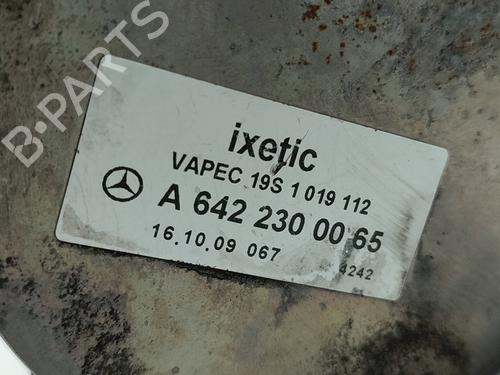 B-PARTS
ixetic
VAPEC 19S 1 019 112
A 642 230 00 65
16.10.09 067
4242